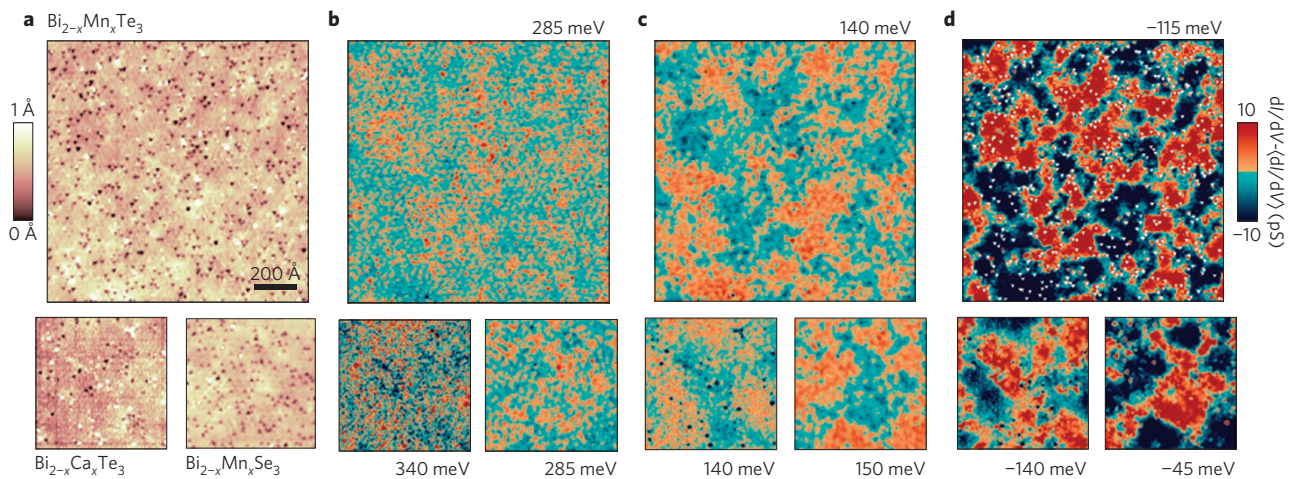 a Bi₂₋ₓMnₓTe₃
b 285 meV
c 140 meV
d −115 meV
1 Å
0 Å
200 Å
10
−10
dI/dV-⟨dI/dV⟩ (pS)
Bi₂₋ₓCaₓTe₃
Bi₂₋ₓMnₓSe₃
340 meV
285 meV
140 meV
150 meV
−140 meV
−45 meV